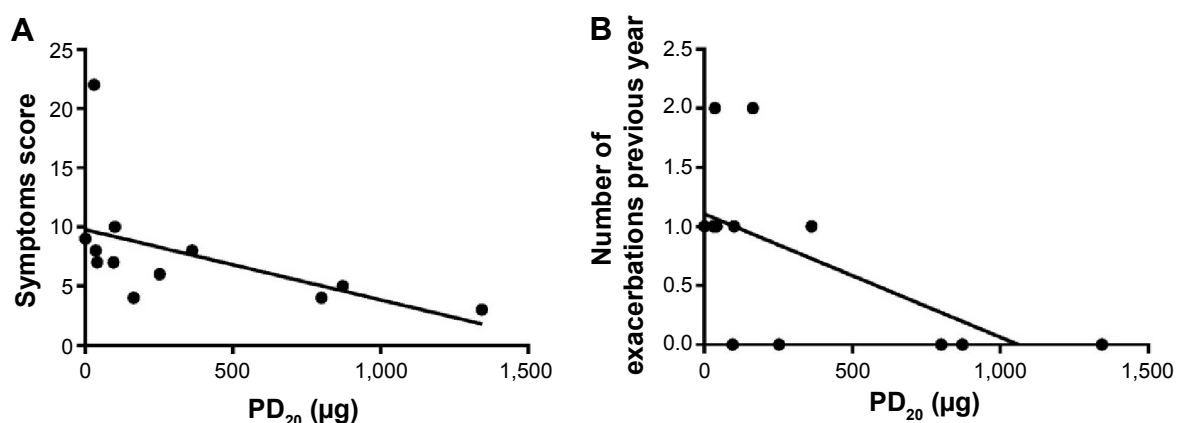 A
Symptoms score
25
20
15
10
5
0
0 500 1,000 1,500
PD20 (µg)
B
Number of
exacerbations previous year
2.5
2.0
1.5
1.0
0.5
0.0
0 500 1,000 1,500
PD20 (µg)